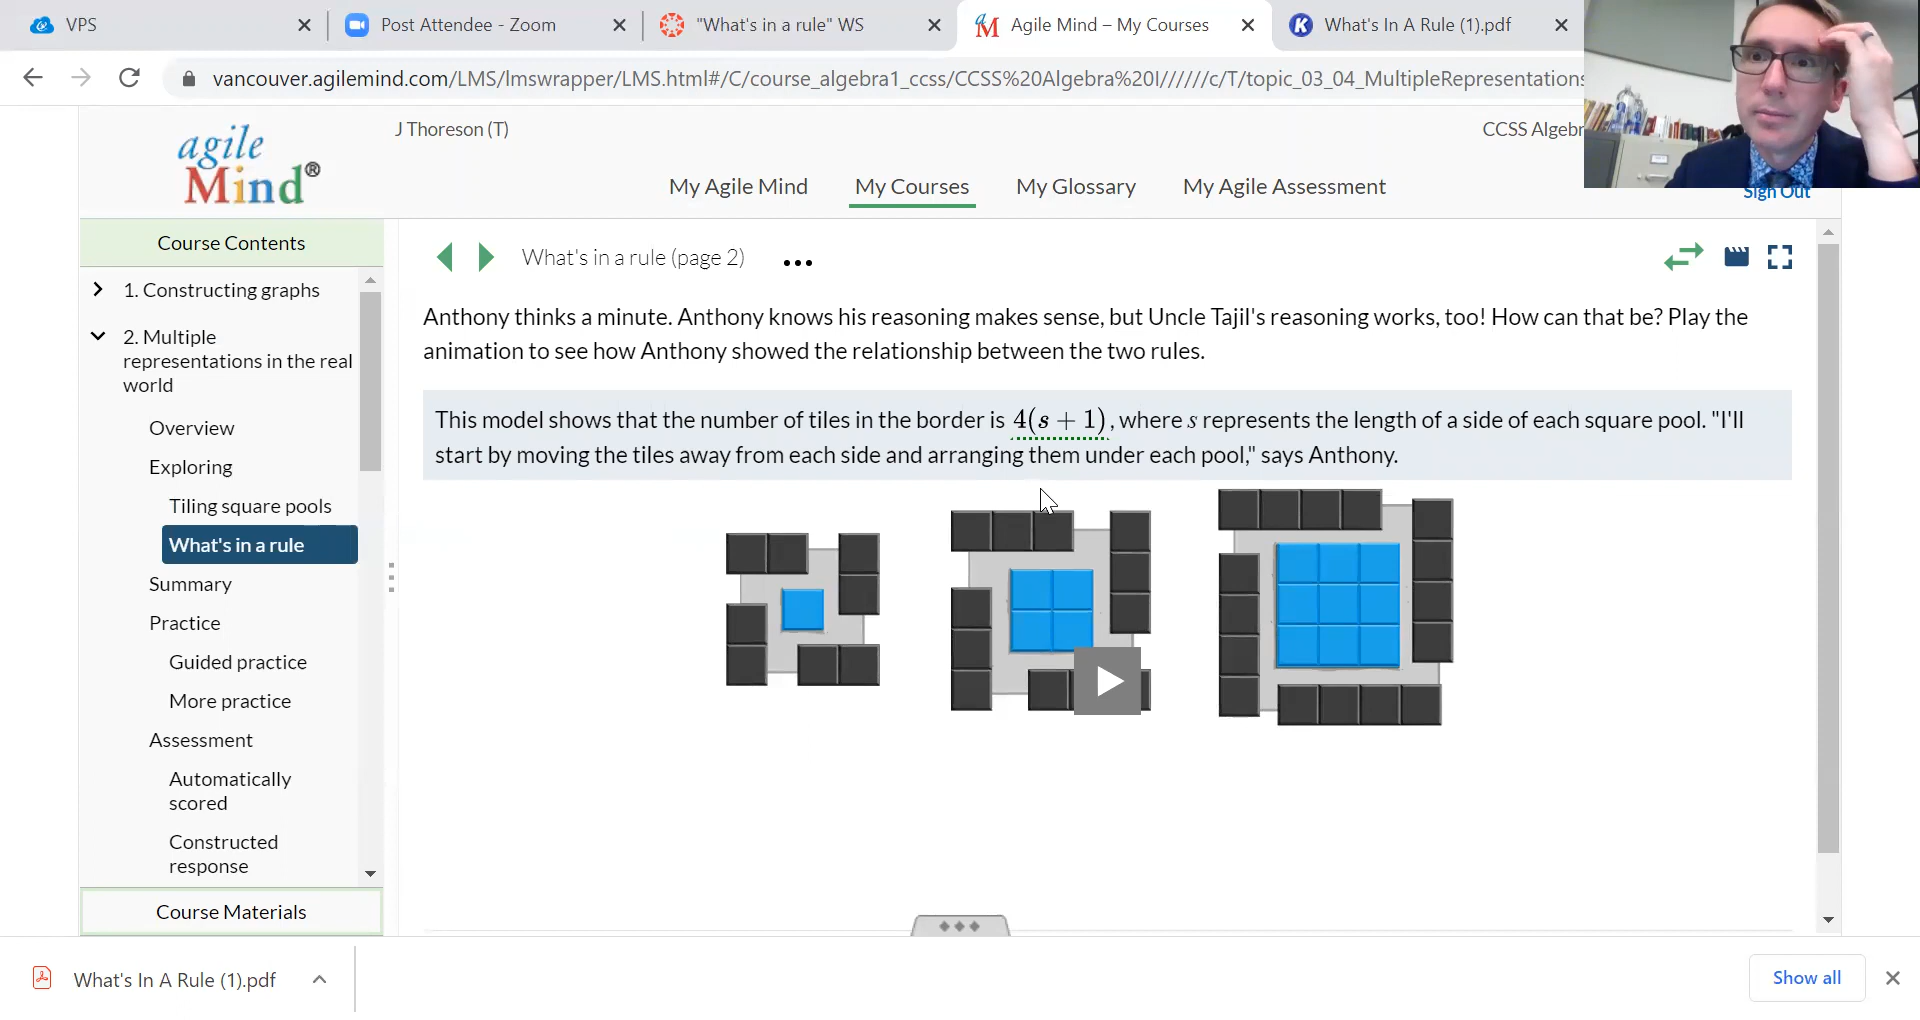 VPS
Post Attendee - Zoom
"What's in a rule" WS
Agile Mind – My Courses
What's In A Rule (1).pdf
vancouver.agilemind.com/LMS/lmswrapper/LMS.html#/C/course_algebra1_ccss/CCSS%20Algebra%20I//////c/T/topic_03_04_MultipleRepresentations
agile
Mind®
J Thoreson (T)
CCSS Algebr
My Agile Mind
My Courses
My Glossary
My Agile Assessment
Sign Out
Course Contents
1. Constructing graphs
2. Multiple
representations in the real
world
Overview
Exploring
Tiling square pools
What's in a rule
Summary
Practice
Guided practice
More practice
Assessment
Automatically
scored
Constructed
response
Course Materials
What's in a rule (page 2)
Anthony thinks a minute. Anthony knows his reasoning makes sense, but Uncle Tajil's reasoning works, too! How can that be? Play the
animation to see how Anthony showed the relationship between the two rules.
This model shows that the number of tiles in the border is 4(s + 1), where s represents the length of a side of each square pool. "I'll
start by moving the tiles away from each side and arranging them under each pool," says Anthony.
What's In A Rule (1).pdf
Show all